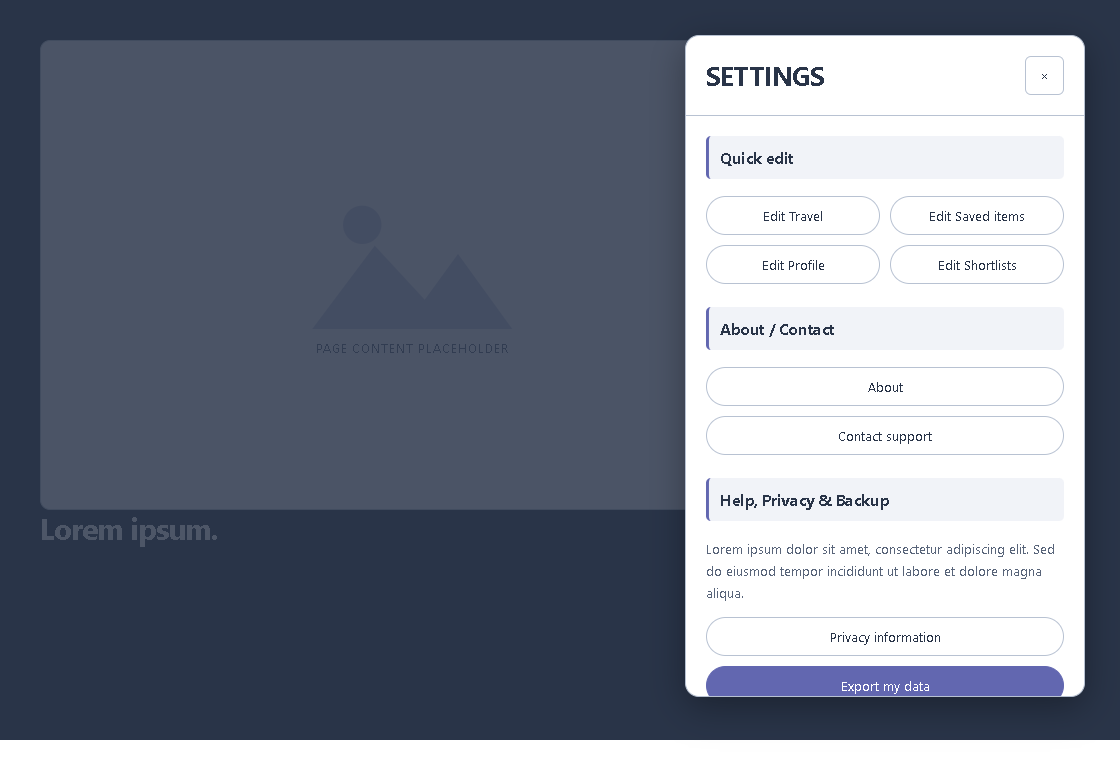 SETTINGS
×
Quick edit
Edit Travel
Edit Saved items
Edit Profile
Edit Shortlists
About / Contact
About
Contact support
Help, Privacy & Backup
Lorem ipsum dolor sit amet, consectetur adipiscing elit. Sed
do eiusmod tempor incididunt ut labore et dolore magna
aliqua.
Privacy information
Export my data
PAGE CONTENT PLACEHOLDER
Lorem ipsum.